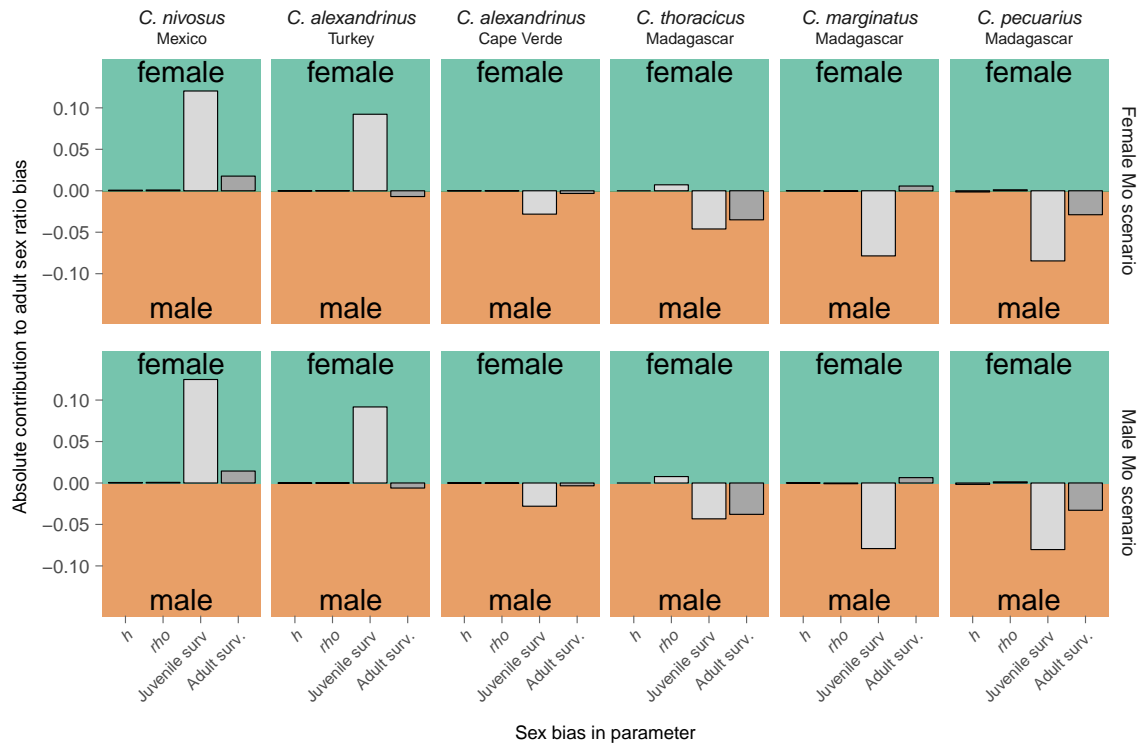 C. nivosus
Mexico
C. alexandrinus
Turkey
C. alexandrinus
Cape Verde
C. thoracicus
Madagascar
C. marginatus
Madagascar
C. pecuarius
Madagascar
Absolute contribution to adult sex ratio bias
female
female
female
female
female
female
0.10
0.05
0.00
−0.05
−0.10
male
male
male
male
male
male
Female Mo scenario
female
female
female
female
female
female
0.10
0.05
0.00
−0.05
−0.10
male
male
male
male
male
male
Male Mo scenario
h
rho
Juvenile surv
Adult surv.
h
rho
Juvenile surv
Adult surv.
h
rho
Juvenile surv
Adult surv.
h
rho
Juvenile surv
Adult surv.
h
rho
Juvenile surv
Adult surv.
h
rho
Juvenile surv
Adult surv.
Sex bias in parameter